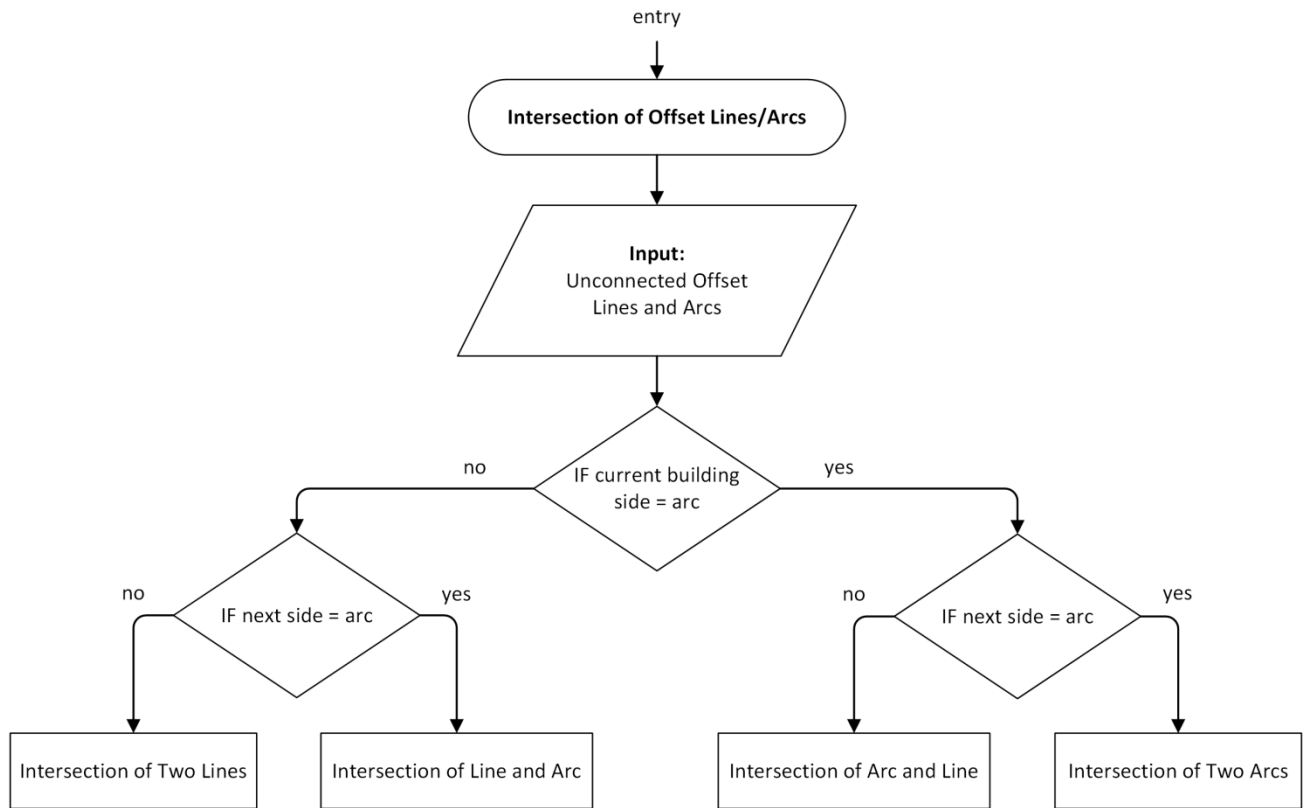 entry
Intersection of Offset Lines/Arcs
Input:
Unconnected Offset
Lines and Arcs
no
IF current building
side = arc
yes
no
IF next side = arc
yes
no
IF next side = arc
yes
Intersection of Two Lines
Intersection of Line and Arc
Intersection of Arc and Line
Intersection of Two Arcs